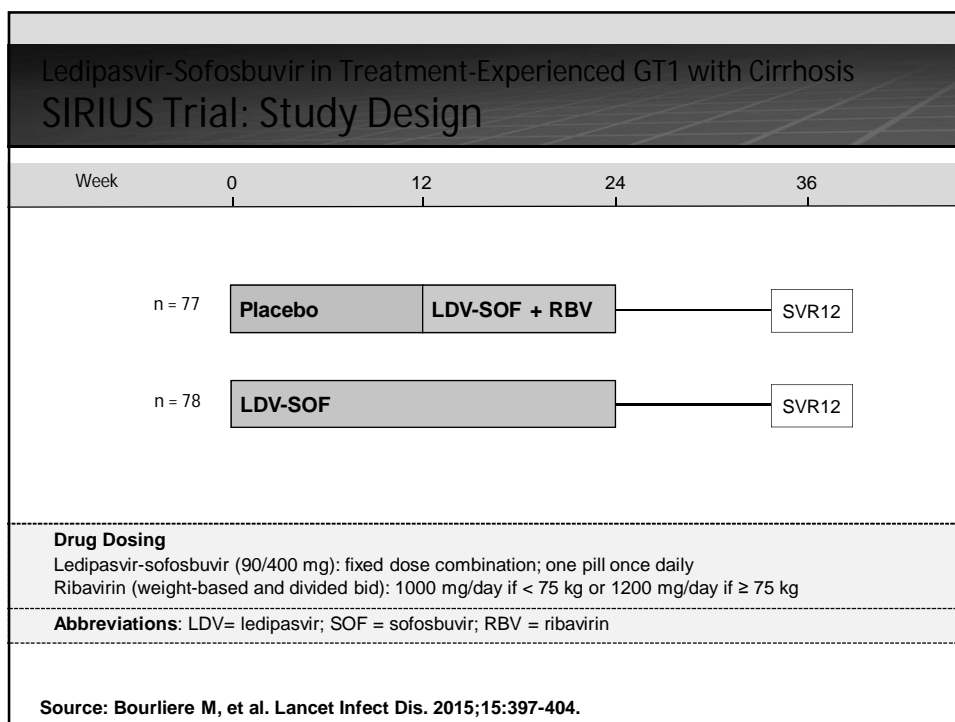 Ledipasvir-Sofosbuvir in Treatment-Experienced GT1 with Cirrhosis
SIRIUS Trial: Study Design
Week 0 12 24 36
n = 77 Placebo LDV-SOF + RBV SVR12
n = 78 LDV-SOF SVR12
Drug Dosing
Ledipasvir-sofosbuvir (90/400 mg): fixed dose combination; one pill once daily
Ribavirin (weight-based and divided bid): 1000 mg/day if < 75 kg or 1200 mg/day if ≥ 75 kg
Abbreviations: LDV= ledipasvir; SOF = sofosbuvir; RBV = ribavirin
Source: Bourliere M, et al. Lancet Infect Dis. 2015;15:397-404.